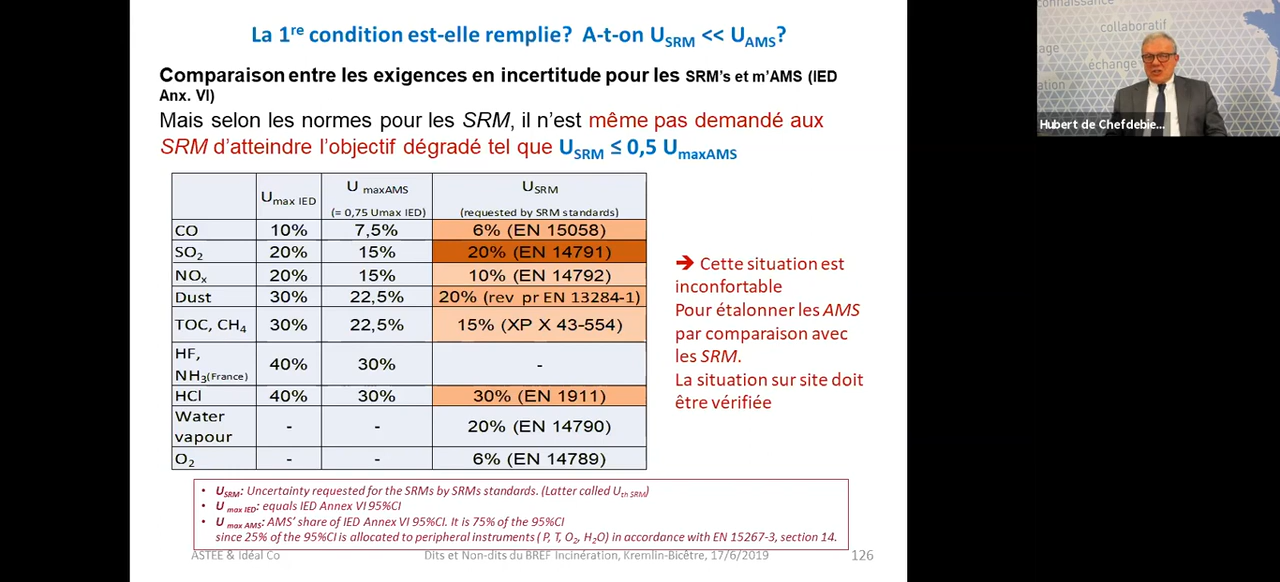 La 1re condition est-elle remplie? A-t-on USRM << UAMS?
Comparaison entre les exigences en incertitude pour les SRM's et m'AMS (IED
Anx. VI)
Mais selon les normes pour les SRM, il n'est même pas demandé aux
SRM d'atteindre l'objectif dégradé tel que USRM ≤ 0,5 UmaxAMS
Umax IED U maxAMS (= 0,75 Umax IED) USRM (requested by SRM standards)
CO 10% 7,5% 6% (EN 15058)
SO2 20% 15% 20% (EN 14791)
NOx 20% 15% 10% (EN 14792)
Dust 30% 22,5% 20% (rev pr EN 13284-1)
TOC, CH4 30% 22,5% 15% (XP X 43-554)
HF,
NH3(France) 40% 30% -
HCl 40% 30% 30% (EN 1911)
Water
vapour - - 20% (EN 14790)
O2 - - 6% (EN 14789)
➔ Cette situation est
inconfortable
Pour étalonner les AMS
par comparaison avec
les SRM.
La situation sur site doit
être vérifiée
• USRM: Uncertainty requested for the SRMs by SRMs standards. (Latter called Uth SRM)
• U max IED: equals IED Annex VI 95%CI
• U max AMS: AMS' share of IED Annex VI 95%CI. It is 75% of the 95%CI
since 25% of the 95%CI is allocated to peripheral instruments ( P, T, O2, H2O) in accordance with EN 15267-3, section 14.
ASTEE & Idéal Co Dits et Non-dits du BREF Incinération, Kremlin-Bicêtre, 17/6/2019 126
connaissance
collaboratif
échange
Hubert de Chefdebie...